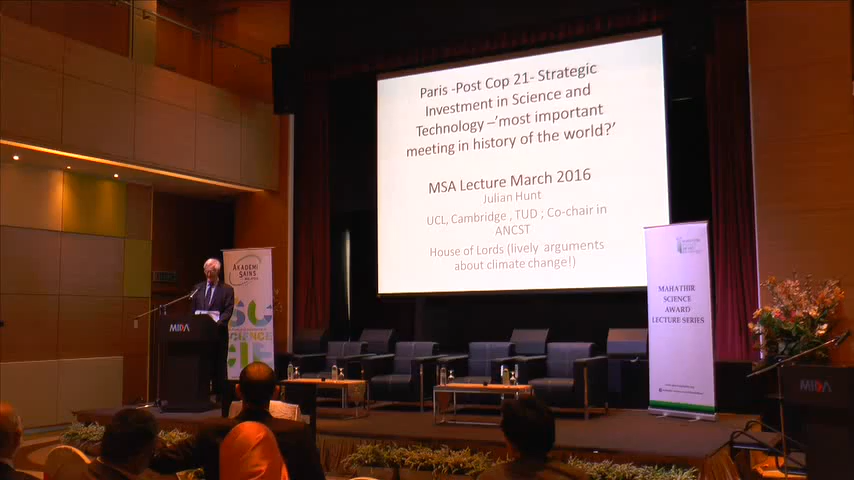 Paris -Post Cop 21- Strategic
Investment in Science and
Technology –'most important
meeting in history of the world?'
MSA Lecture March 2016
Julian Hunt
UCL, Cambridge , TUD ; Co-chair in
ANCST
House of Lords (lively arguments
about climate change!)
AKADEMI
SAINS
SCIENCE
MIDA
MAHATHIR
SCIENCE
AWARD
LECTURE SERIES
MIDA